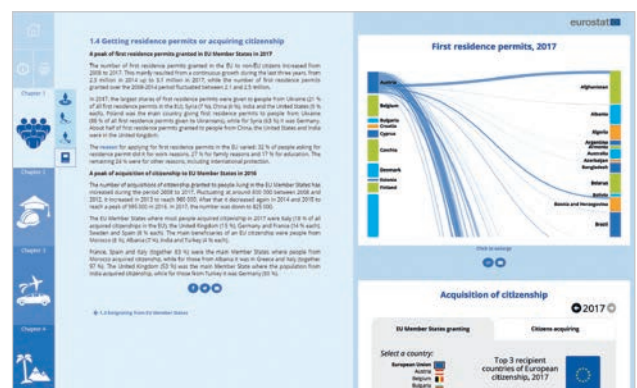 eurostat
1.4 Getting residence permits or acquiring citizenship
A peak of first residence permits granted in EU Member States in 2017
The number of first residence permits granted in the EU to non-EU citizens increased from
2008 to 2017. This mainly resulted from a continuous growth during the last three years, from
2.3 million in 2014 up to 3.1 million in 2017, while the number of first residence permits
granted over the 2008-2014 period fluctuated between 2.1 and 2.5 million.
In 2017, the largest shares of first residence permits were given to people from Ukraine (21 %
of all first residence permits in the EU), Syria (7 %), China (6 %), India and the United States (5 %
each). Poland was the main country giving first residence permits to people from Ukraine
(88 % of all first residence permits given to Ukrainians), while for Syria (63 %) it was Germany.
About half of first residence permits granted to people from China, the United States and India
were in the United Kingdom.
The reason for applying for first residence permits in the EU varied: 32 % of people asking for
residence permit did it for work reasons, 27 % for family reasons and 17 % for education. The
remaining 24 % were for other reasons, including international protection.
A peak of acquisition of citizenship to EU Member States in 2016
The number of acquisitions of citizenship granted to people living in the EU Member States has
increased during the period 2008 to 2017. Fluctuating at around 800 000 between 2008 and
2012, it increased in 2013 to reach 980 000. After that it decreased again in 2014 and 2015 to
reach a peak of 995 000 in 2016. In 2017, the number was down to 825 000.
The EU Member States where most people acquired citizenship in 2017 were Italy (18 % of all
acquired citizenships in the EU), the United Kingdom (15 %), Germany and France (14 % each),
Sweden and Spain (8 % each). The main beneficiaries of an EU citizenship were people from
Morocco (8 %), Albania (7 %), India and Turkey (4 % each).
France, Spain and Italy (together 83 %) were the main Member States where people from
Morocco acquired citizenship, while for those from Albania it was in Greece and Italy (together
97 %). The United Kingdom (53 %) was the main Member State where the population from
India acquired citizenship, while for those from Turkey it was Germany (50 %).
1.3 Emigrating from EU Member States
Chapter 1
Chapter 2
Chapter 3
Chapter 4
First residence permits, 2017
Austria
Belgium
Bulgaria
Croatia
Cyprus
Czechia
Denmark
Estonia
Finland
Afghanistan
Albania
Algeria
Argentina
Armenia
Australia
Azerbaijan
Bangladesh
Belarus
Bolivia
Bosnia and Herzegovina
Brazil
Click to enlarge
Acquisition of citizenship
2017
EU Member States granting
Citizens acquiring
Select a country:
European Union
Austria
Belgium
Bulgaria
Top 3 recipient
countries of European
citizenship, 2017